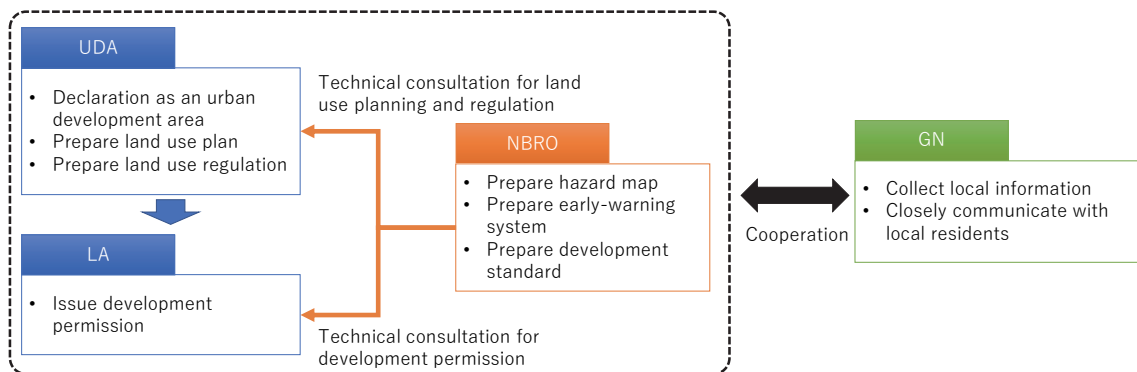 UDA
• Declaration as an urban
development area
• Prepare land use plan
• Prepare land use regulation
Technical consultation for land
use planning and regulation
NBRO
• Prepare hazard map
• Prepare early-warning
system
• Prepare development
standard
GN
• Collect local information
• Closely communicate with
local residents
Cooperation
LA
• Issue development
permission
Technical consultation for
development permission